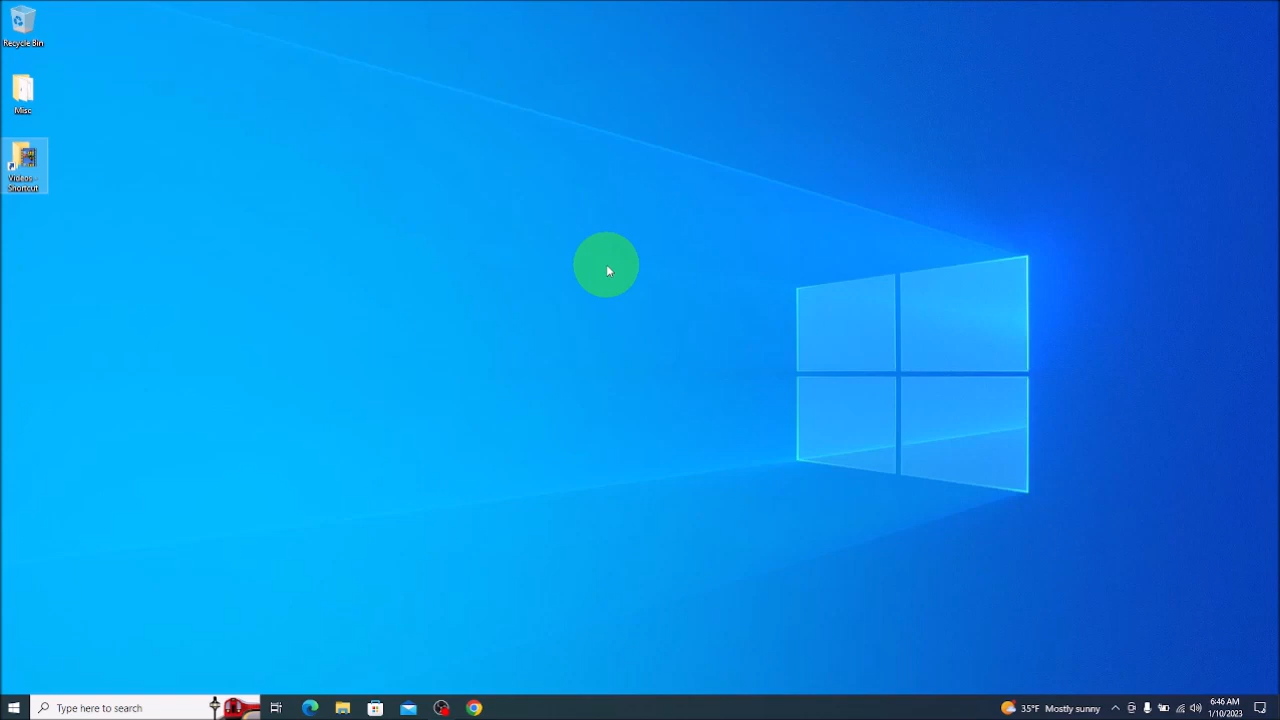 Recycle Bin
Misc
Videos -
Shortcut
Type here to search
35°F Mostly sunny
6:46 AM
1/10/2023